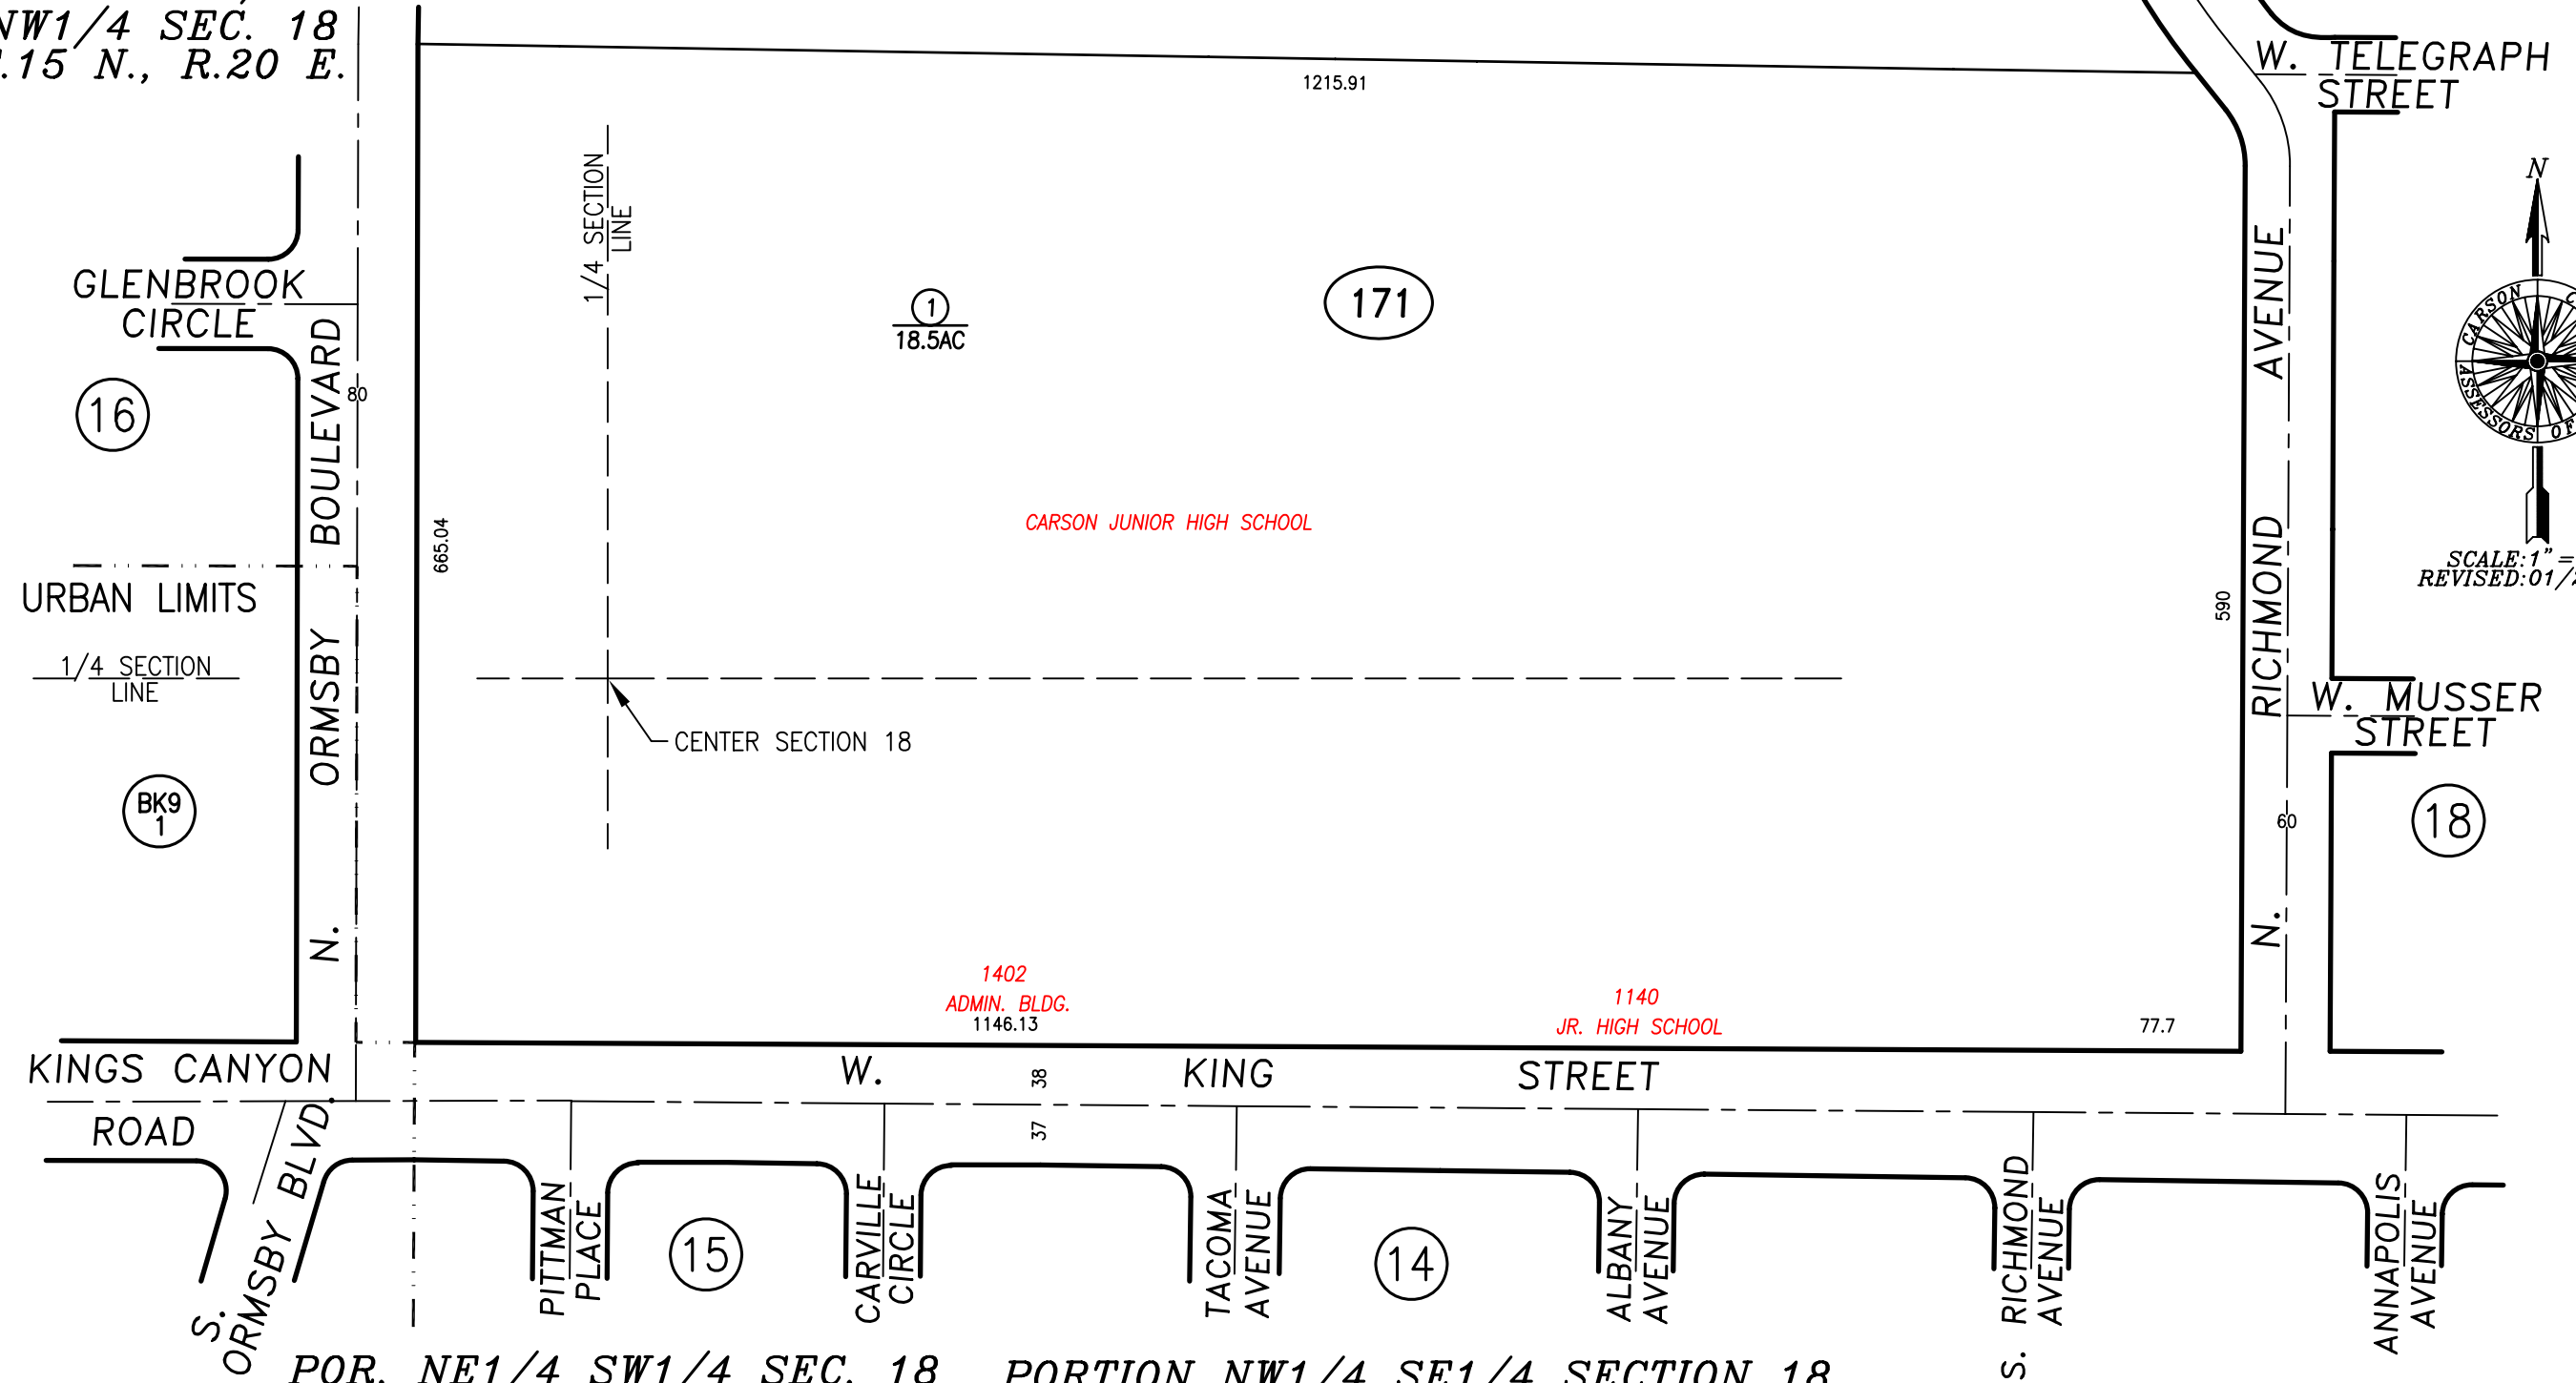 NW1/4 SEC. 18
.15 N., R.20 E.
1215.91
W. TELEGRAPH
STREET
N
1/4 SECTION
LINE
GLENBROOK
CIRCLE
1
18.5AC
171
16
80
N. ORMSBY BOULEVARD
665.04
CARSON JUNIOR HIGH SCHOOL
N. RICHMOND AVENUE
590
CARSON
ASSESSORS OF
SCALE:1"=
REVISED:01/
URBAN LIMITS
1/4 SECTION
LINE
CENTER SECTION 18
W. MUSSER
STREET
BK9
1
60
18
1402
ADMIN. BLDG.
1146.13
1140
JR. HIGH SCHOOL
77.7
KINGS CANYON
ROAD
W. KING STREET
38
37
S.
ORMSBY BLVD.
PITTMAN
PLACE
15
CARVILLE
CIRCLE
TACOMA
AVENUE
14
ALBANY
AVENUE
S. RICHMOND
AVENUE
ANNAPOLIS
AVENUE
POR. NE1/4 SW1/4 SEC. 18
PORTION NW1/4 SE1/4 SECTION 18